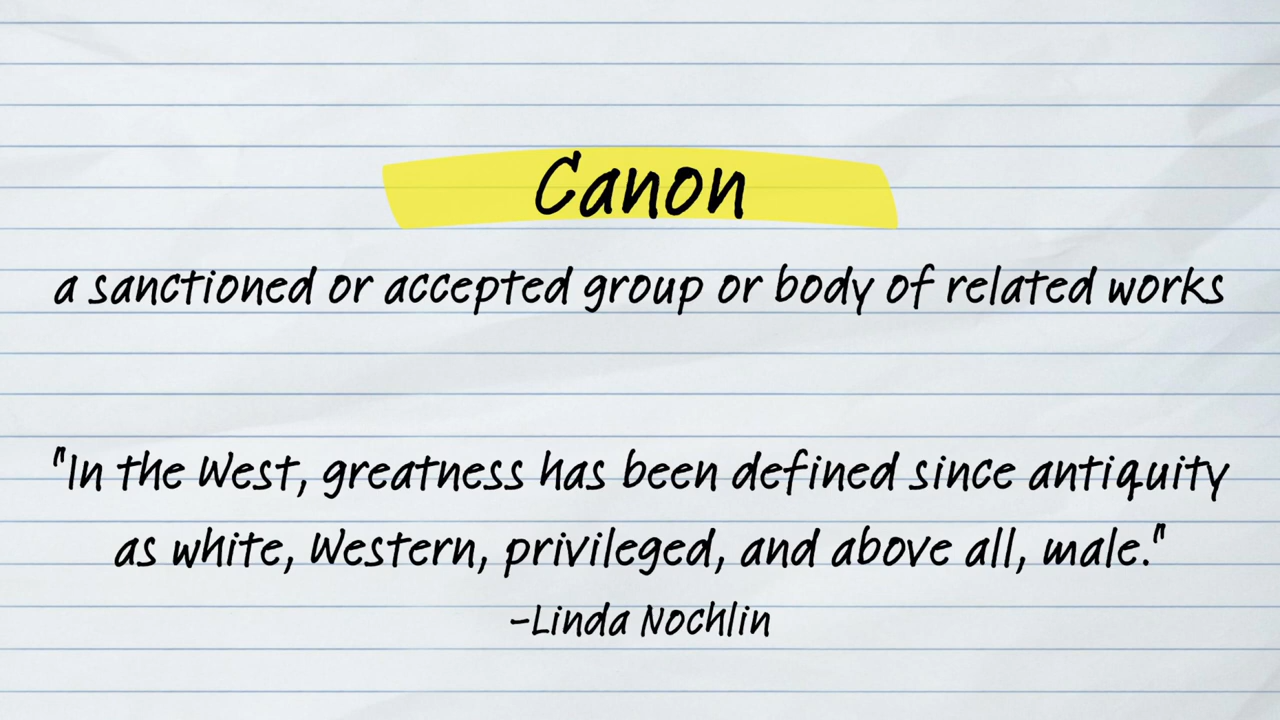 Canon
a sanctioned or accepted group or body of related works
"In the West, greatness has been defined since antiquity
as white, Western, privileged, and above all, male."
-Linda Nochlin